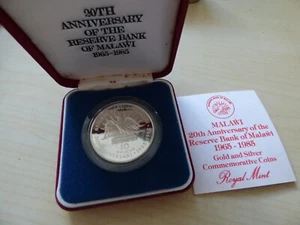 20TH
ANNIVERSARY
OF THE
RESERVE BANK
OF MALAWI
1965-1985
10
MALAWI
20th Anniversary of the
Reserve Bank of Malawi
1965 - 1985
Gold and Silver
Commemorative Coins
Royal Mint